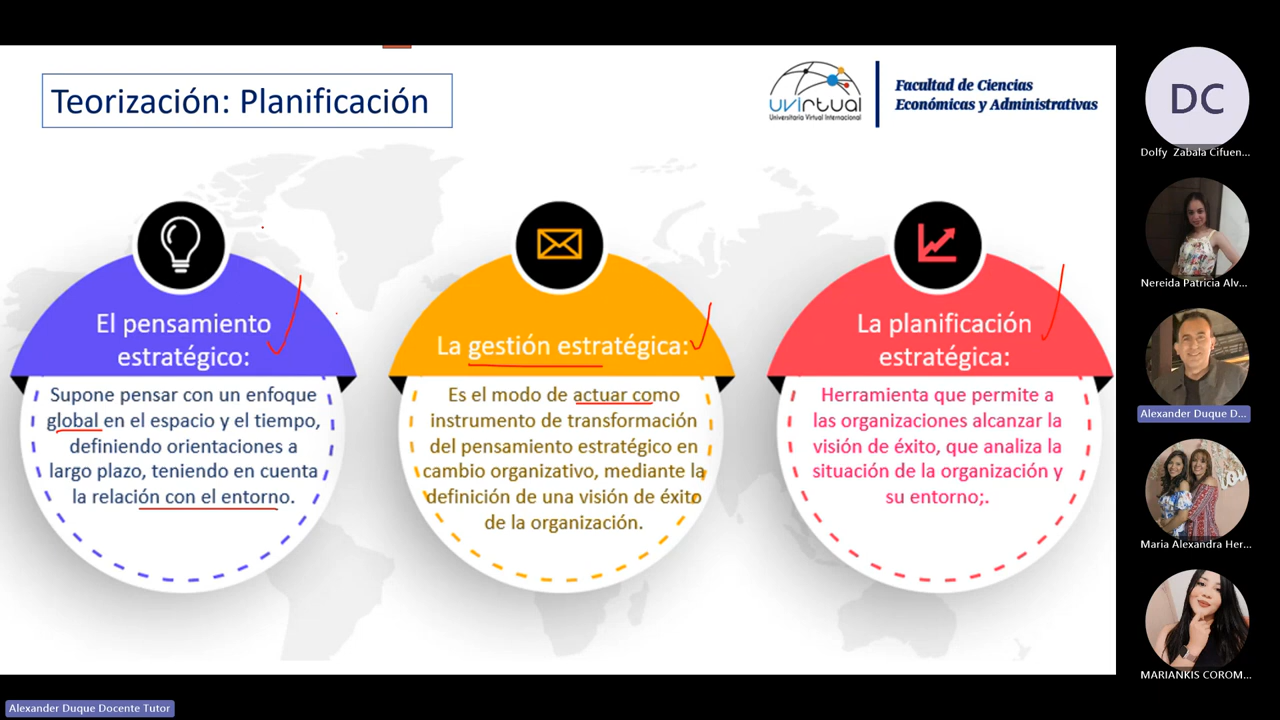 Teorización: Planificación
uvirtual
Universitaria Virtual Internacional
Facultad de Ciencias
Económicas y Administrativas
El pensamiento
estratégico:
Supone pensar con un enfoque
global en el espacio y el tiempo,
definiendo orientaciones a
largo plazo, teniendo en cuenta
la relación con el entorno.
La gestión estratégica:
Es el modo de actuar como
instrumento de transformación
del pensamiento estratégico en
cambio organizativo, mediante la
definición de una visión de éxito
de la organización.
La planificación
estratégica:
Herramienta que permite a
las organizaciones alcanzar la
visión de éxito, que analiza la
situación de la organización y
su entorno;.
DC
Dolfy Zabala Cifuen...
Nereida Patricia Alv...
Alexander Duque D...
Maria Alexandra Her...
MARIANKIS COROM...
Alexander Duque Docente Tutor